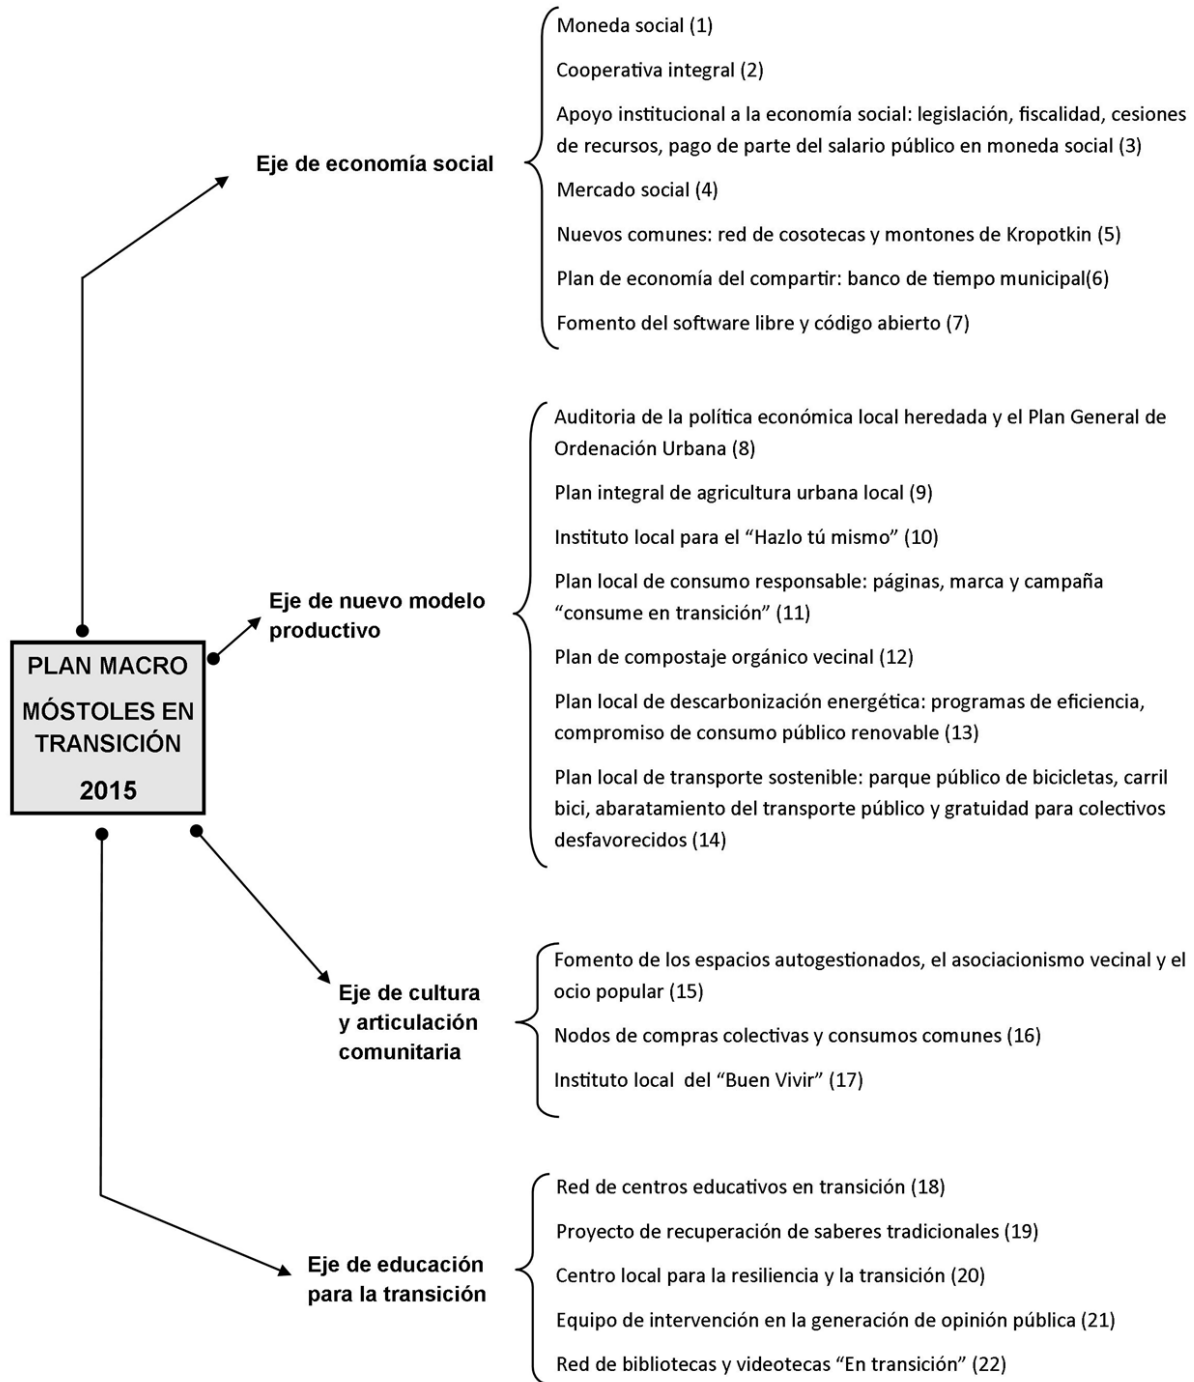 Moneda social (1)
Cooperativa integral (2)
Apoyo institucional a la economía social: legislación, fiscalidad, cesiones
de recursos, pago de parte del salario público en moneda social (3)
Eje de economía social
Mercado social (4)
Nuevos comunes: red de cosotecas y montones de Kropotkin (5)
Plan de economía del compartir: banco de tiempo municipal(6)
Fomento del software libre y código abierto (7)
Auditoria de la política económica local heredada y el Plan General de
Ordenación Urbana (8)
Plan integral de agricultura urbana local (9)
Instituto local para el “Hazlo tú mismo” (10)
Eje de nuevo modelo
productivo
Plan local de consumo responsable: páginas, marca y campaña
“consume en transición” (11)
Plan de compostaje orgánico vecinal (12)
Plan local de descarbonización energética: programas de eficiencia,
compromiso de consumo público renovable (13)
Plan local de transporte sostenible: parque público de bicicletas, carril
bici, abaratamiento del transporte público y gratuidad para colectivos
desfavorecidos (14)
PLAN MACRO
MÓSTOLES EN
TRANSICIÓN
2015
Eje de cultura
y articulación
comunitaria
Fomento de los espacios autogestionados, el asociacionismo vecinal y el
ocio popular (15)
Nodos de compras colectivas y consumos comunes (16)
Instituto local del “Buen Vivir” (17)
Eje de educación
para la transición
Red de centros educativos en transición (18)
Proyecto de recuperación de saberes tradicionales (19)
Centro local para la resiliencia y la transición (20)
Equipo de intervención en la generación de opinión pública (21)
Red de bibliotecas y videotecas “En transición” (22)